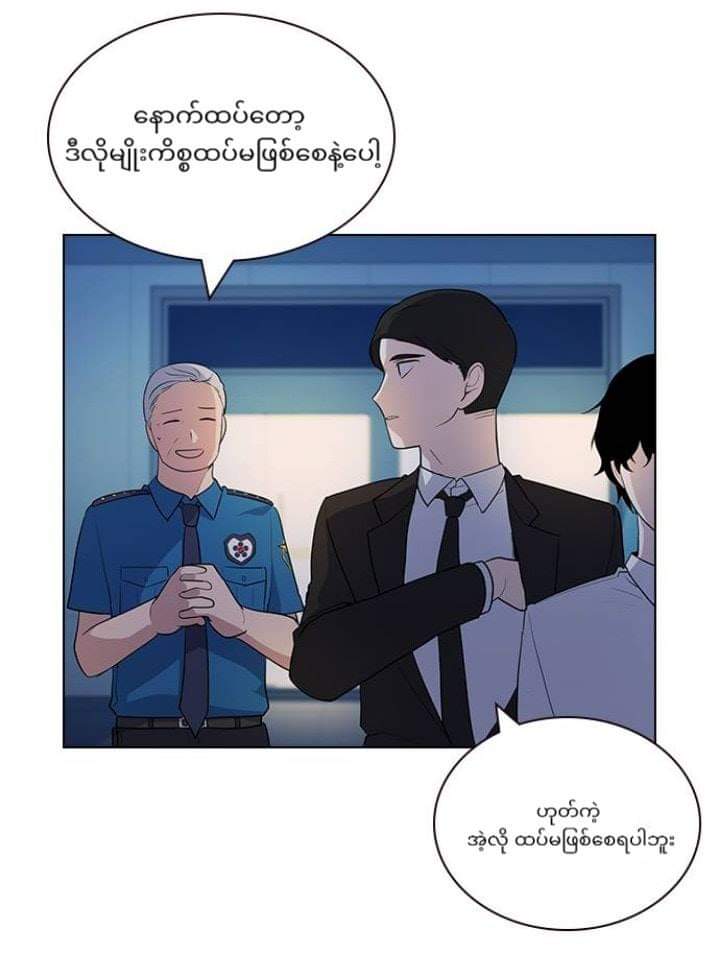 နောက်ထပ်တော့
ဒီလိုမျိုးကိစ္စထပ်မဖြစ်စေနဲ့ပေါ့
ဟုတ်ကဲ့
အဲ့လို ထပ်မဖြစ်စေရပါဘူး